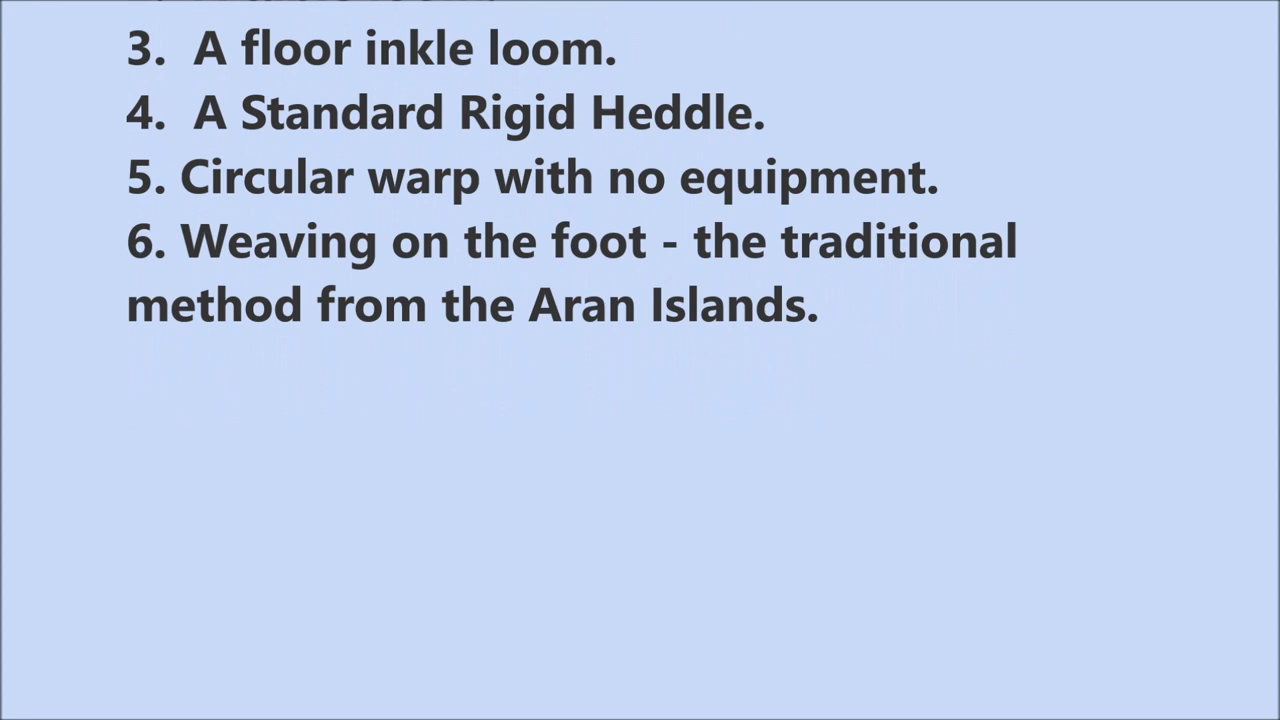 3.  A floor inkle loom.
4.  A Standard Rigid Heddle.
5. Circular warp with no equipment.
6. Weaving on the foot - the traditional
method from the Aran Islands.